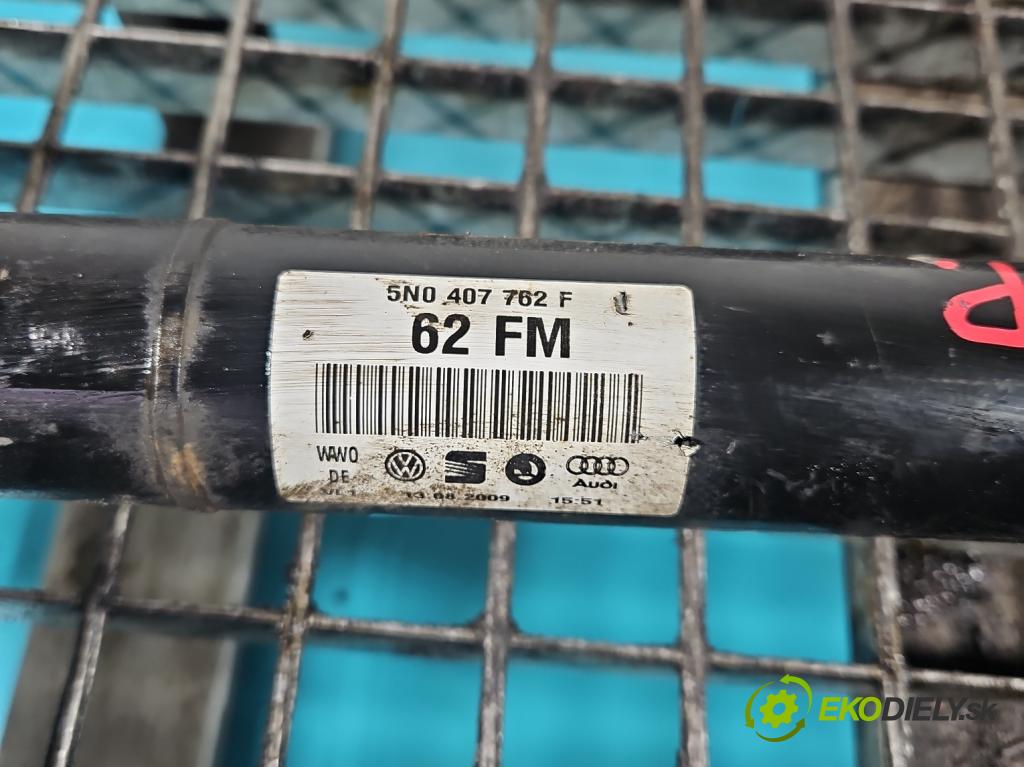 5N0 407 762 F
62 FM
WAWO
DE
Audi
13.08.2009 15:51
EKODIELY.sk